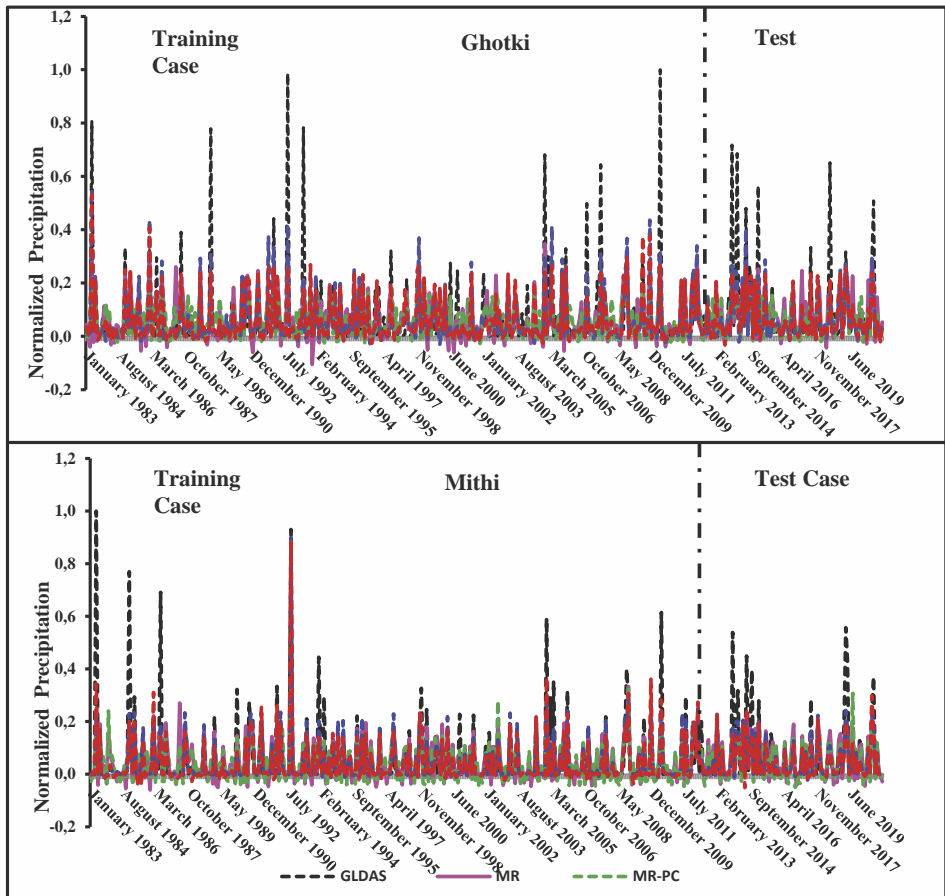 1,2
1,0
0,8
0,6
0,4
0,2
0,0
-0,2
Normalized Precipitation
Training
Case
Ghotki
Test
January 1983
August 1984
March 1986
October 1987
May 1989
December 1990
July 1992
February 1994
September 1995
April 1997
November 1998
June 2000
January 2002
August 2003
March 2005
October 2006
May 2008
December 2009
July 2011
February 2013
September 2014
April 2016
November 2017
June 2019
1,2
1,0
0,8
0,6
0,4
0,2
0,0
-0,2
Normalized Precipitation
Training
Case
Mithi
Test Case
January 1983
August 1984
March 1986
October 1987
May 1989
December 1990
July 1992
February 1994
September 1995
April 1997
November 1998
June 2000
January 2002
August 2003
March 2005
October 2006
May 2008
December 2009
July 2011
February 2013
September 2014
April 2016
November 2017
June 2019
GLDAS MR MR-PC